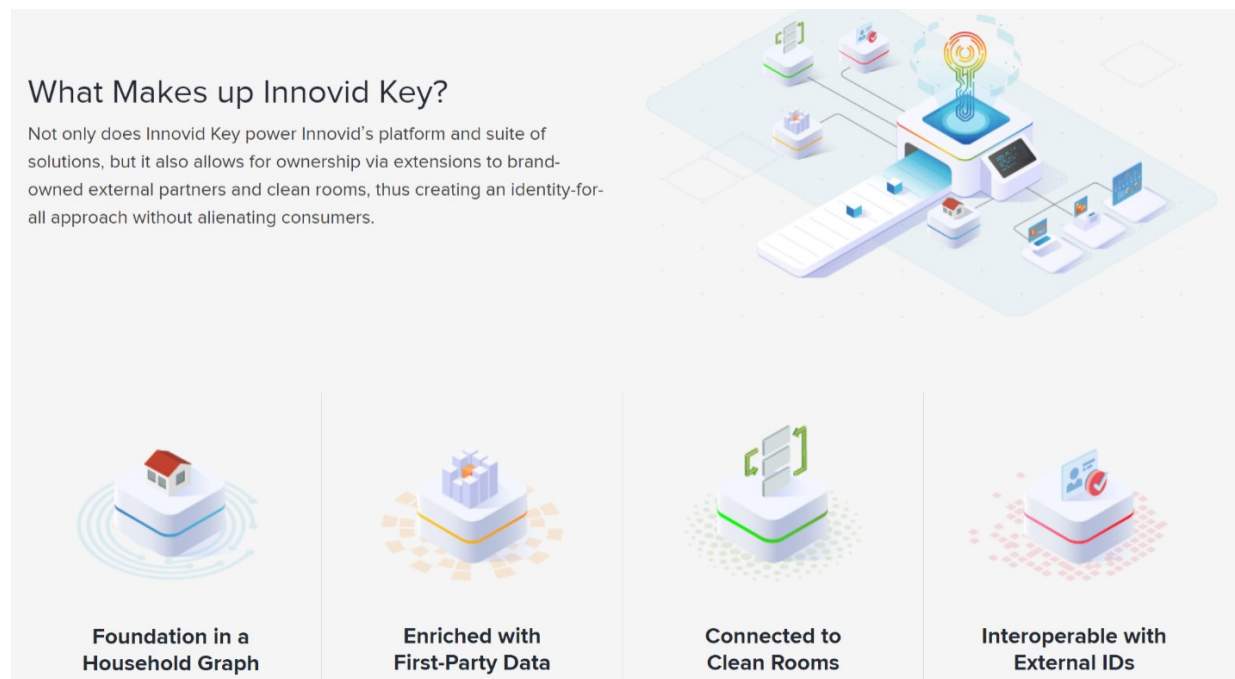 What Makes up Innovid Key?
Not only does Innovid Key power Innovid’s platform and suite of
solutions, but it also allows for ownership via extensions to brand-
owned external partners and clean rooms, thus creating an identity-for-
all approach without alienating consumers.
Foundation in a
Household Graph
Enriched with
First-Party Data
Connected to
Clean Rooms
Interoperable with
External IDs